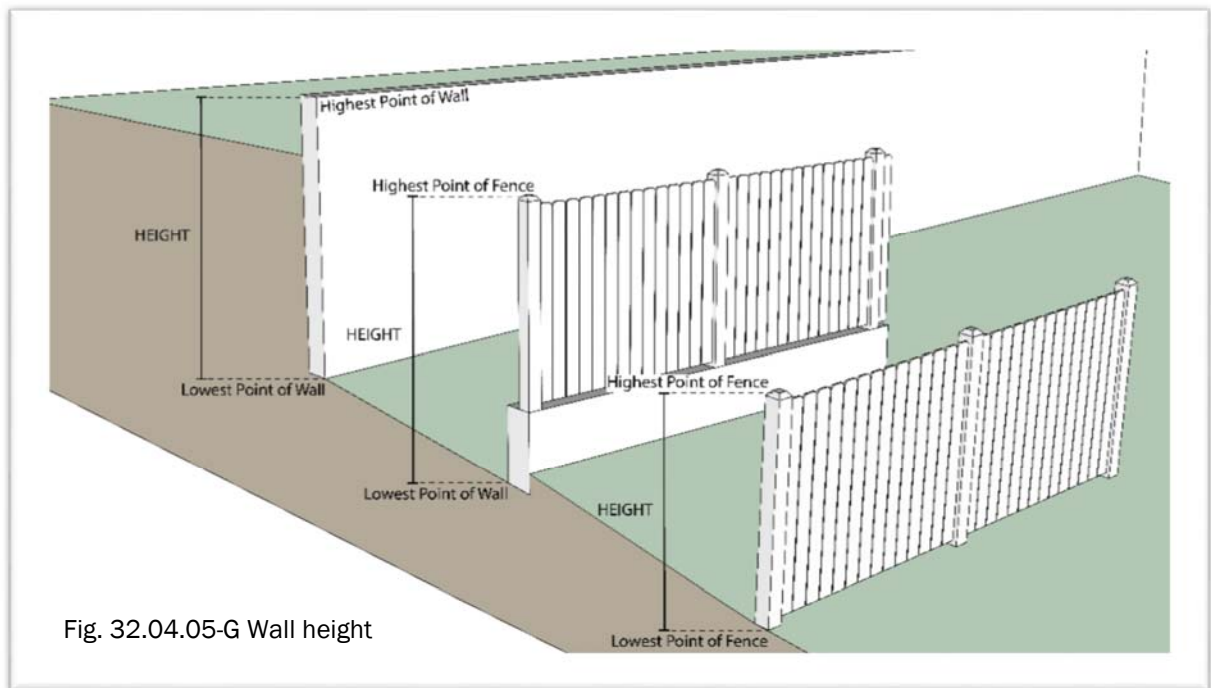 Highest Point of Wall
HEIGHT
Lowest Point of Wall
Highest Point of Fence
HEIGHT
Lowest Point of Wall
Highest Point of Fence
HEIGHT
Lowest Point of Fence
Fig. 32.04.05-G Wall height